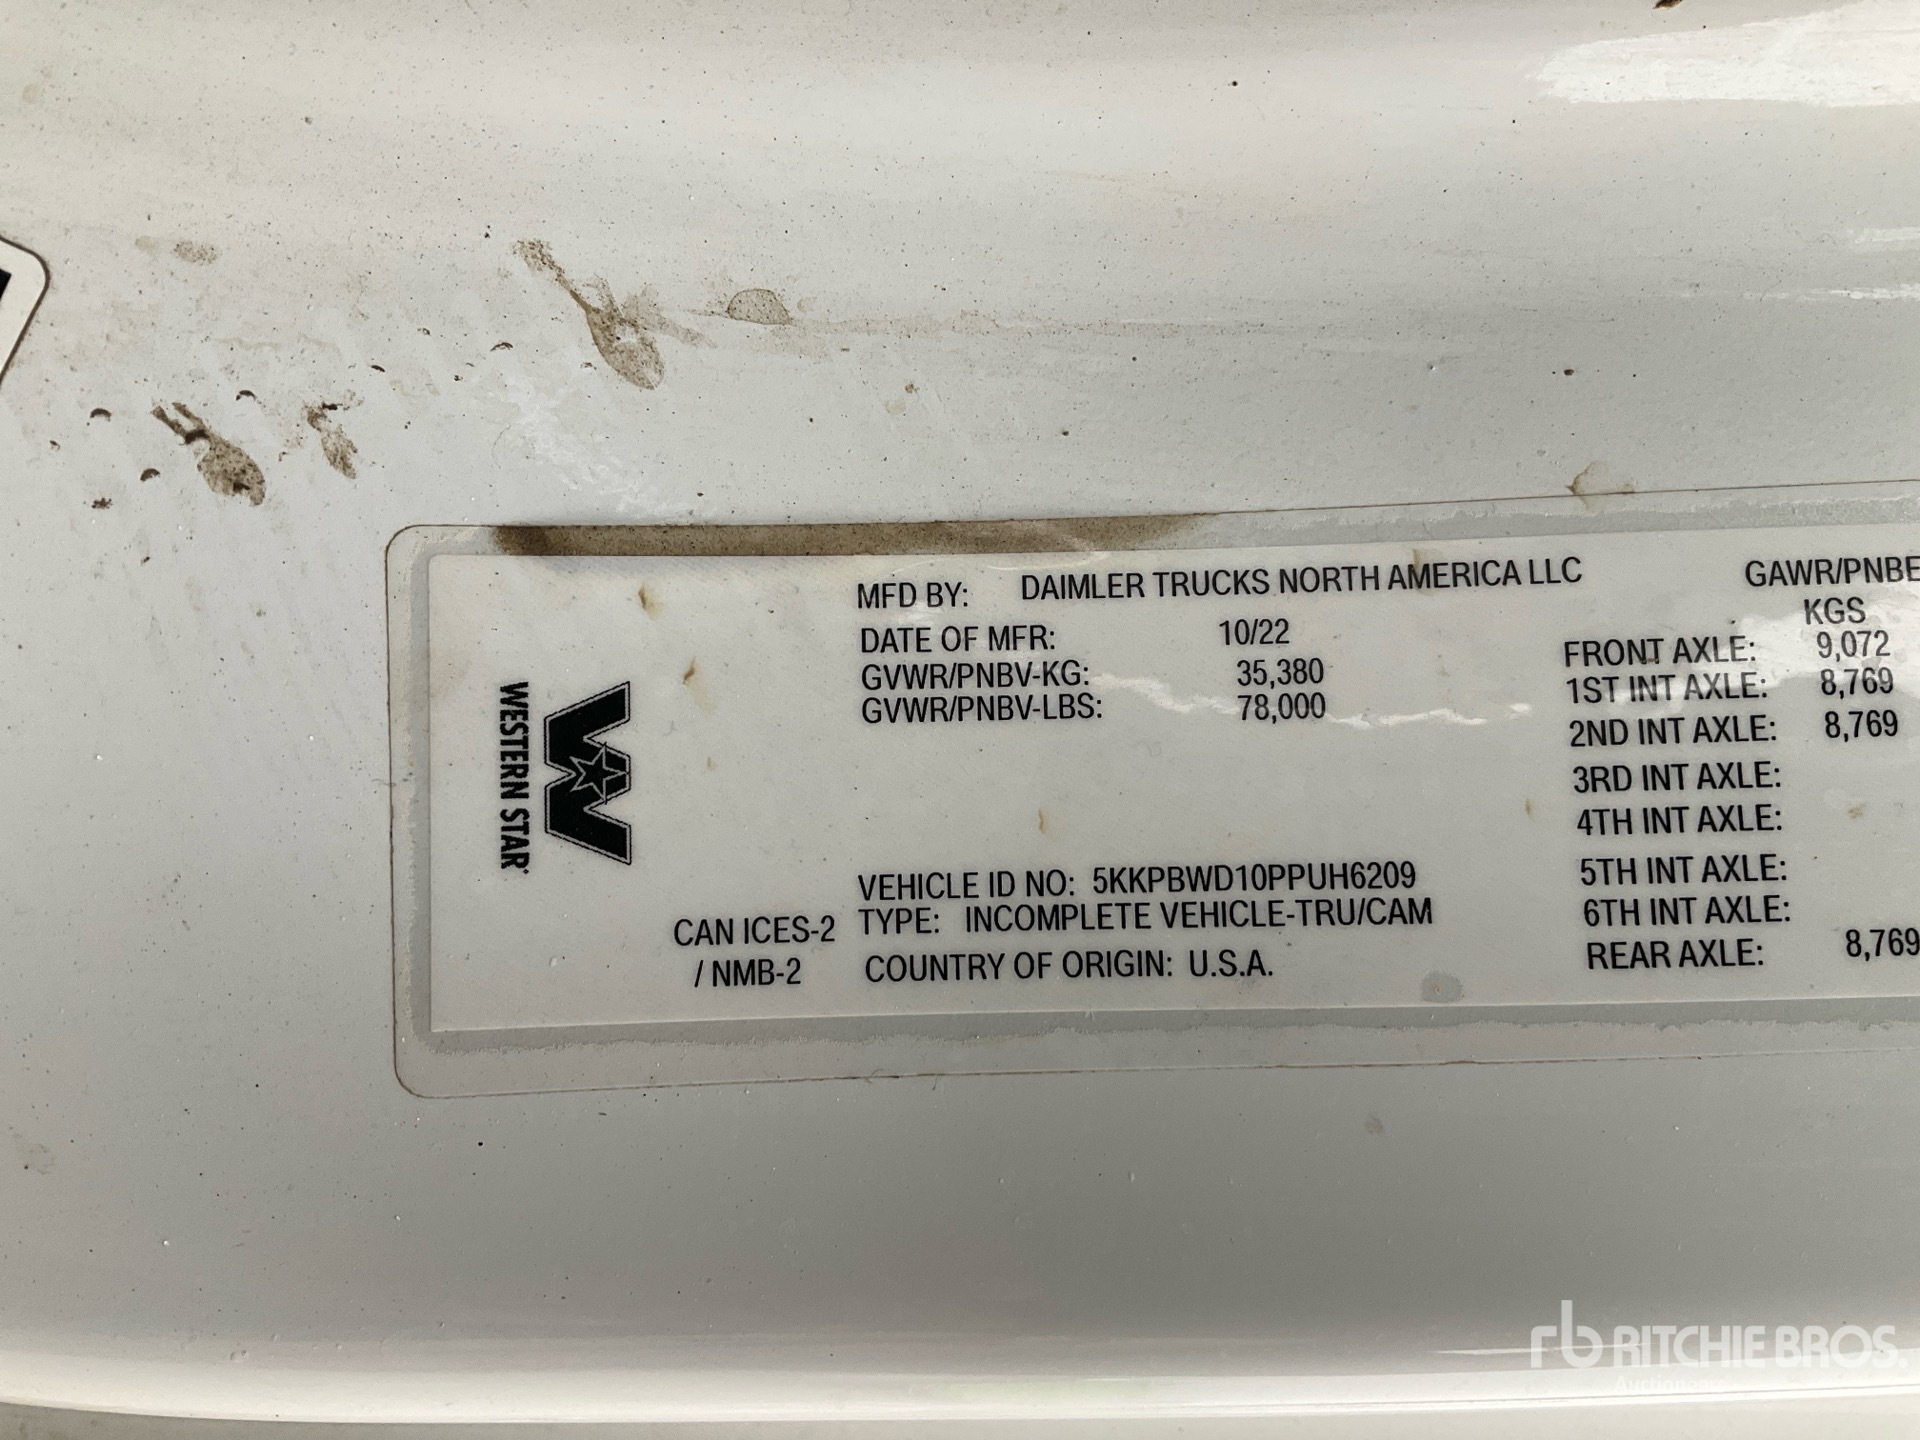 MFD BY: DAIMLER TRUCKS NORTH AMERICA LLC
DATE OF MFR: 10/22
GVWR/PNBV-KG: 35,380
GVWR/PNBV-LBS: 78,000
GAWR/PNBE
KGS
FRONT AXLE: 9,072
1ST INT AXLE: 8,769
2ND INT AXLE: 8,769
3RD INT AXLE:
4TH INT AXLE:
5TH INT AXLE:
6TH INT AXLE:
REAR AXLE: 8,769
WESTERN STAR
VEHICLE ID NO: 5KKPBWD10PPUH6209
TYPE: INCOMPLETE VEHICLE-TRU/CAM
COUNTRY OF ORIGIN: U.S.A.
CAN ICES-2
/ NMB-2
rb RITCHIE BROS.
Auctioneers